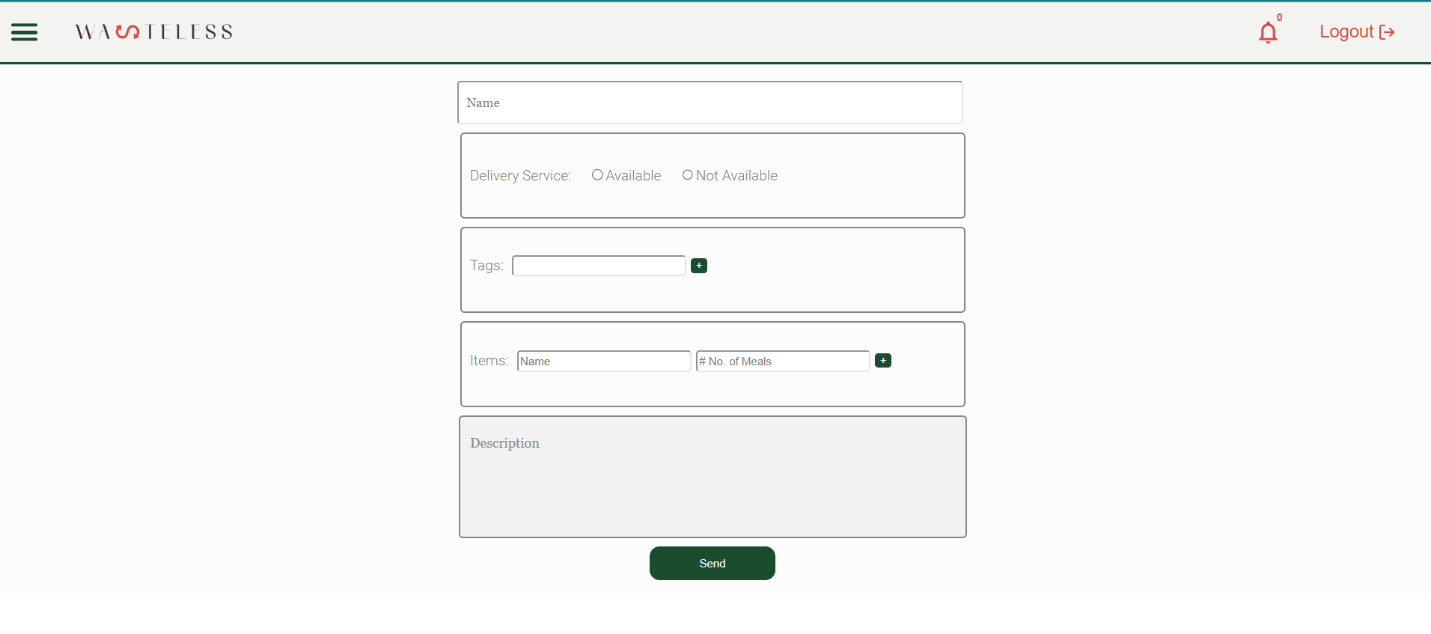 WASTELESS
0
Logout
Name
Delivery Service: Available Not Available
Tags: +
Items: Name # No. of Meals +
Description
Send